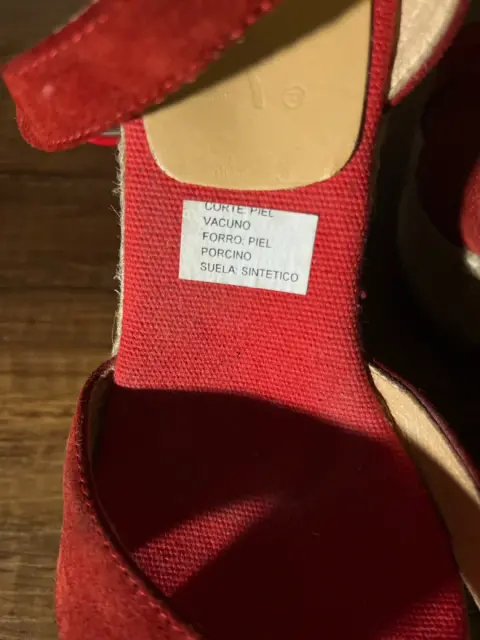 CORTE: PIEL
VACUNO
FORRO: PIEL
PORCINO
SUELA: SINTETICO